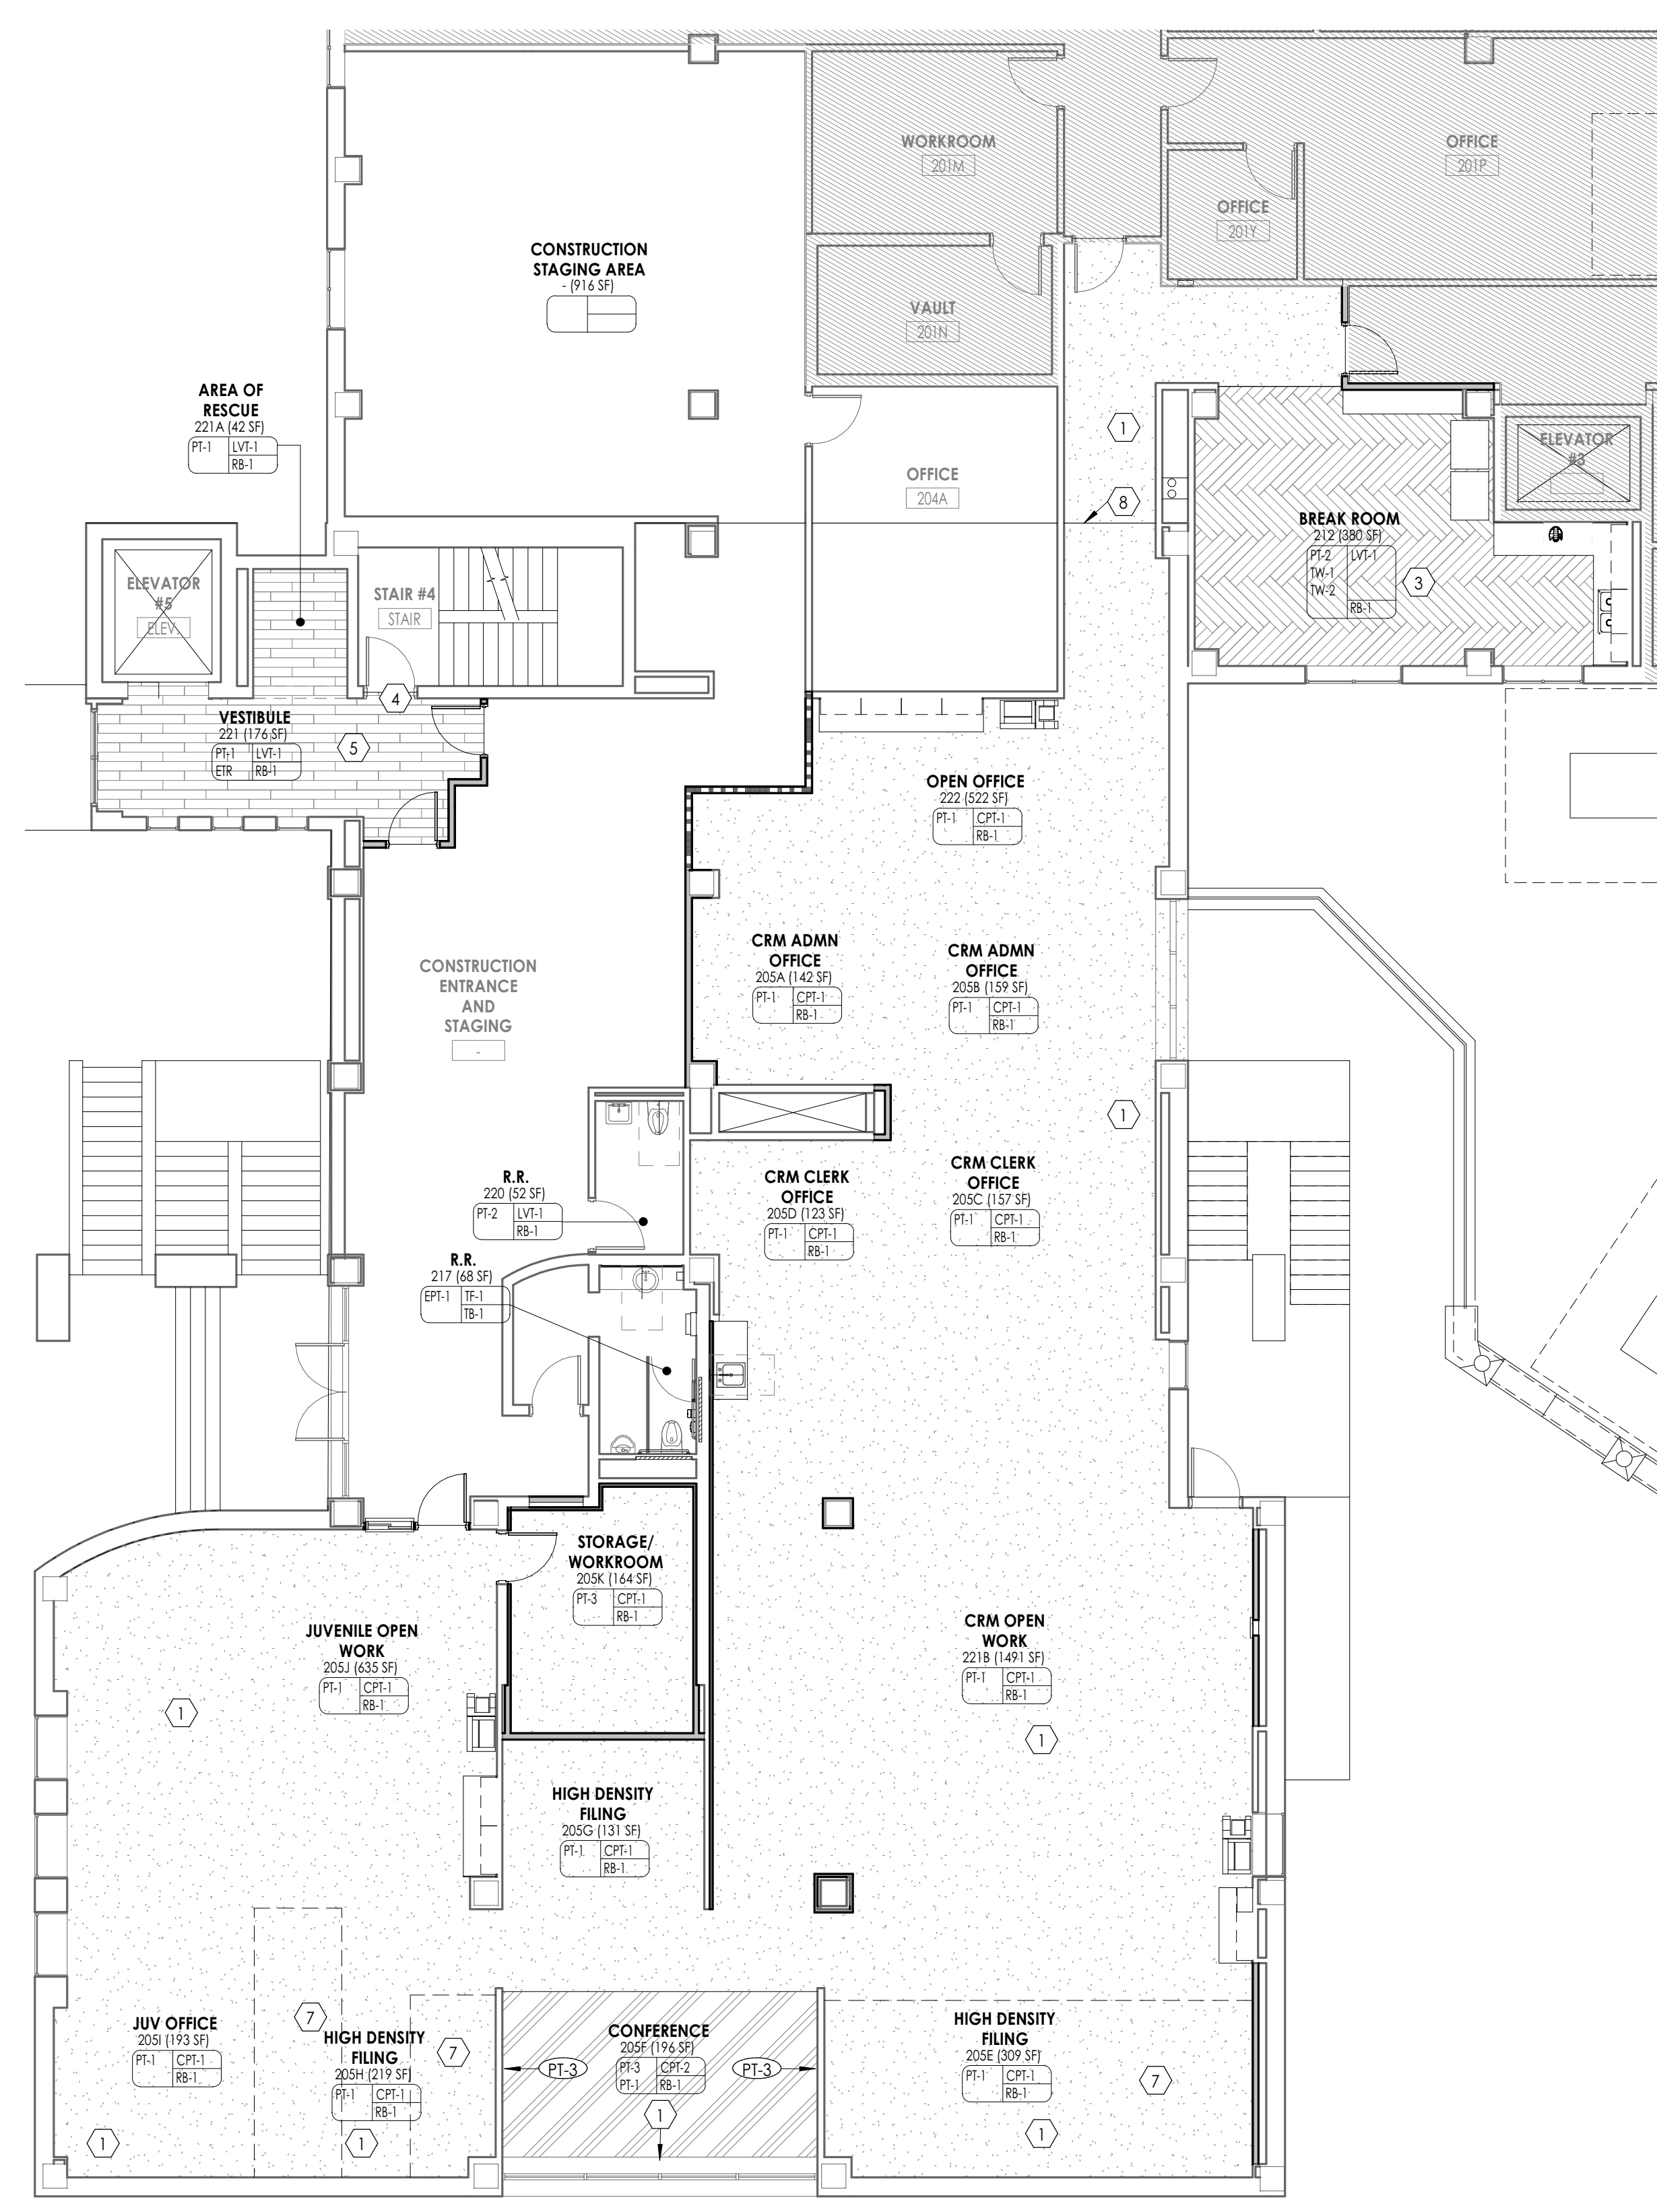 WORKROOM
201M
OFFICE
201P
OFFICE
201Y
CONSTRUCTION
STAGING AREA
- (916 SF)
VAULT
201N
AREA OF
RESCUE
221A (42 SF)
PT-1 LVT-1
RB-1
1
ELEVATOR
#3
OFFICE
204A
8
BREAK ROOM
212 (380 SF)
PT-2 LVT-1
TW-1
TW-2
RB-1
3
ELEVATOR
#5
ELEV.
STAIR #4
STAIR
4
VESTIBULE
221 (176 SF)
PT-1 LVT-1
ETR RB-1
5
OPEN OFFICE
222 (522 SF)
PT-1 CPT-1
RB-1
CONSTRUCTION
ENTRANCE
AND
STAGING
-
CRM ADMN
OFFICE
205A (142 SF)
PT-1 CPT-1
RB-1
CRM ADMN
OFFICE
205B (159 SF)
PT-1 CPT-1
RB-1
1
R.R.
220 (52 SF)
PT-2 LVT-1
RB-1
CRM CLERK
OFFICE
205D (123 SF)
PT-1 CPT-1
RB-1
CRM CLERK
OFFICE
205C (157 SF)
PT-1 CPT-1
RB-1
R.R.
217 (68 SF)
EPT-1 TF-1
TB-1
STORAGE/
WORKROOM
205K (164 SF)
PT-3 CPT-1
RB-1
JUVENILE OPEN
WORK
205J (635 SF)
PT-1 CPT-1
RB-1
1
CRM OPEN
WORK
221B (1491 SF)
PT-1 CPT-1
RB-1
1
HIGH DENSITY
FILING
205G (131 SF)
PT-1 CPT-1
RB-1
JUV OFFICE
205I (193 SF)
PT-1 CPT-1
RB-1
1
7
HIGH DENSITY
FILING
205H (219 SF)
PT-1 CPT-1
RB-1
7
1
PT-3
CONFERENCE
205F (196 SF)
PT-3 CPT-2
PT-1 RB-1
PT-3
1
HIGH DENSITY
FILING
205E (309 SF)
PT-1 CPT-1
RB-1
7
1